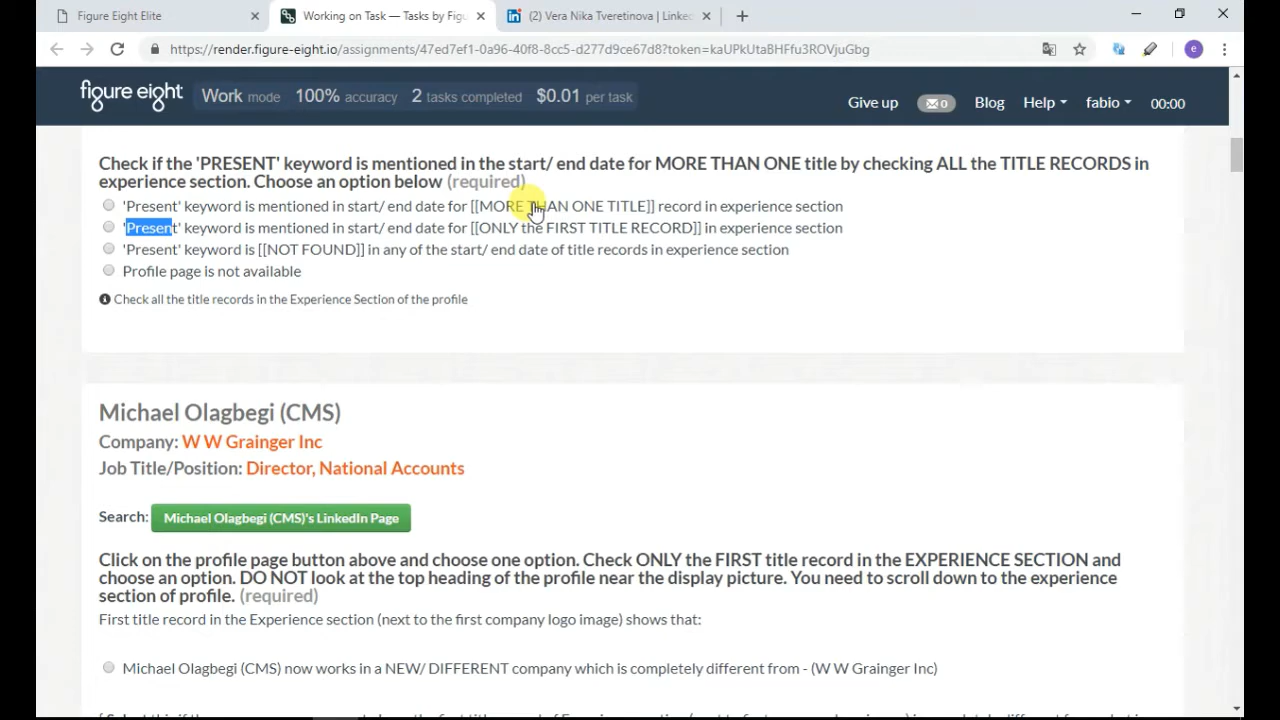 Figure Eight Elite
Working on Task — Tasks by Figu
(2) Vera Nika Tveretinova | Linke
https://render.figure-eight.io/assignments/47ed7ef1-0a96-40f8-8cc5-d277d9ce67d8?token=kaUPkUtaBHFfu3ROVjuGbg
e
figure eight
Work mode 100% accuracy 2 tasks completed $0.01 per task
Give up 0 Blog Help fabio 00:00
Check if the 'PRESENT' keyword is mentioned in the start/ end date for MORE THAN ONE title by checking ALL the TITLE RECORDS in
experience section. Choose an option below (required)
'Present' keyword is mentioned in start/ end date for [[MORE THAN ONE TITLE]] record in experience section
'Present' keyword is mentioned in start/ end date for [[ONLY the FIRST TITLE RECORD]] in experience section
'Present' keyword is [[NOT FOUND]] in any of the start/ end date of title records in experience section
Profile page is not available
Check all the title records in the Experience Section of the profile
Michael Olagbegi (CMS)
Company: W W Grainger Inc
Job Title/Position: Director, National Accounts
Search: Michael Olagbegi (CMS)'s LinkedIn Page
Click on the profile page button above and choose one option. Check ONLY the FIRST title record in the EXPERIENCE SECTION and
choose an option. DO NOT look at the top heading of the profile near the display picture. You need to scroll down to the experience
section of profile. (required)
First title record in the Experience section (next to the first company logo image) shows that:
Michael Olagbegi (CMS) now works in a NEW/ DIFFERENT company which is completely different from - (W W Grainger Inc)